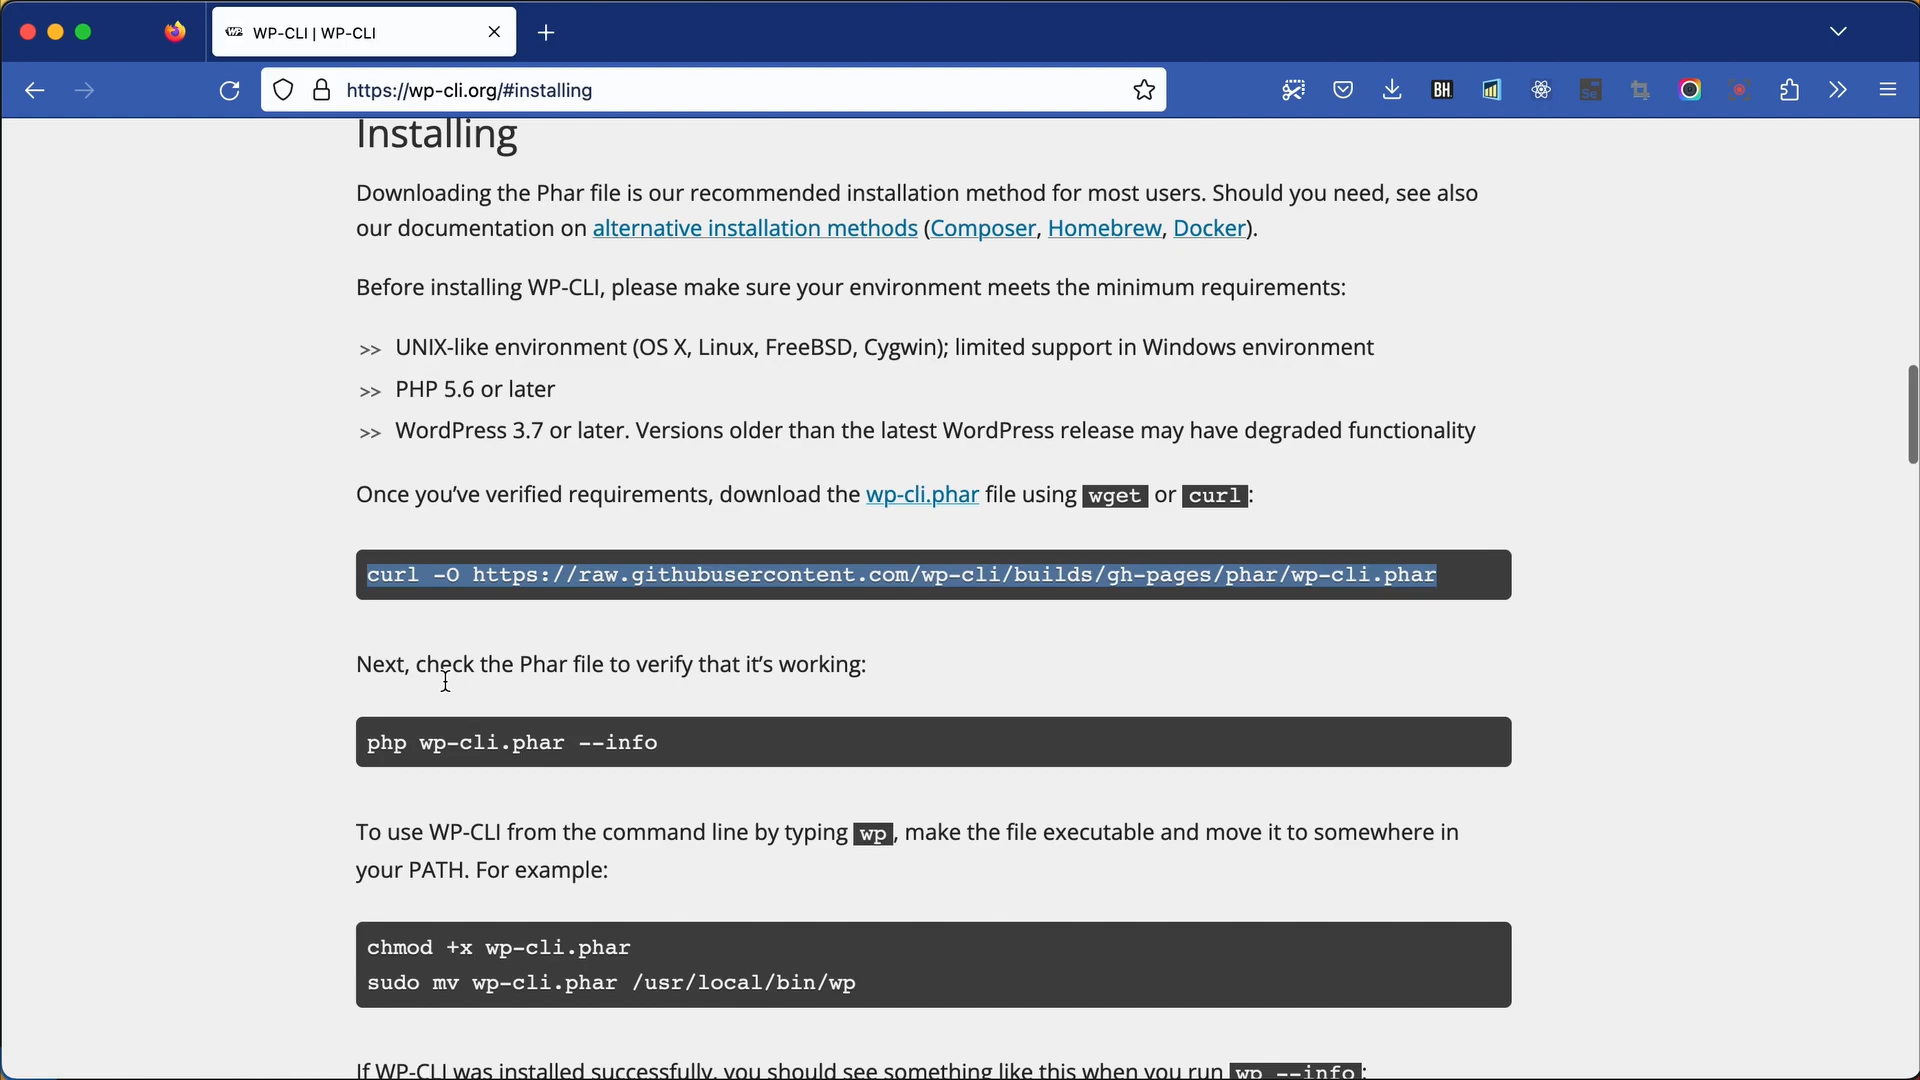 WP-CLI | WP-CLI
https://wp-cli.org/#installing
BH
Se
Installing
Downloading the Phar file is our recommended installation method for most users. Should you need, see also
our documentation on alternative installation methods (Composer, Homebrew, Docker).
Before installing WP-CLI, please make sure your environment meets the minimum requirements:
>> UNIX-like environment (OS X, Linux, FreeBSD, Cygwin); limited support in Windows environment
>> PHP 5.6 or later
>> WordPress 3.7 or later. Versions older than the latest WordPress release may have degraded functionality
Once you’ve verified requirements, download the wp-cli.phar file using wget or curl:
curl -O https://raw.githubusercontent.com/wp-cli/builds/gh-pages/phar/wp-cli.phar
Next, check the Phar file to verify that it’s working:
php wp-cli.phar --info
To use WP-CLI from the command line by typing wp, make the file executable and move it to somewhere in
your PATH. For example:
chmod +x wp-cli.phar
sudo mv wp-cli.phar /usr/local/bin/wp
If WP-CLI was installed successfully, you should see something like this when you run wp --info: